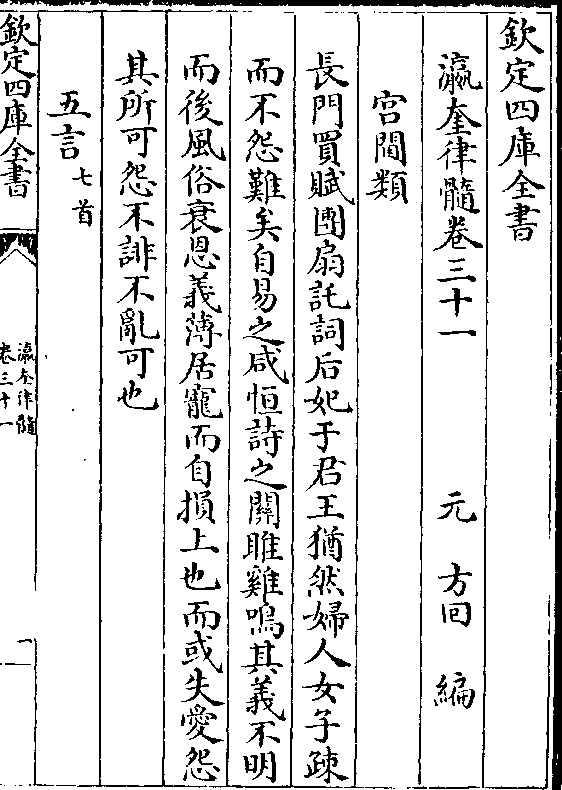 欽定四庫全書
瀛奎律髓卷三十一　元　方回　編
宫閫類
長門買賦團扇託詞后妃于君王猶然婦人女子疎
而不怨難矣自易之咸恒詩之關雎雞鳴其義不明
而後風俗衰恩義薄居寵而自損上也而或失愛怨
其所可怨不誹不亂可也
五言 七首
欽定四庫全書
瀛奎律髓
卷三十一
一